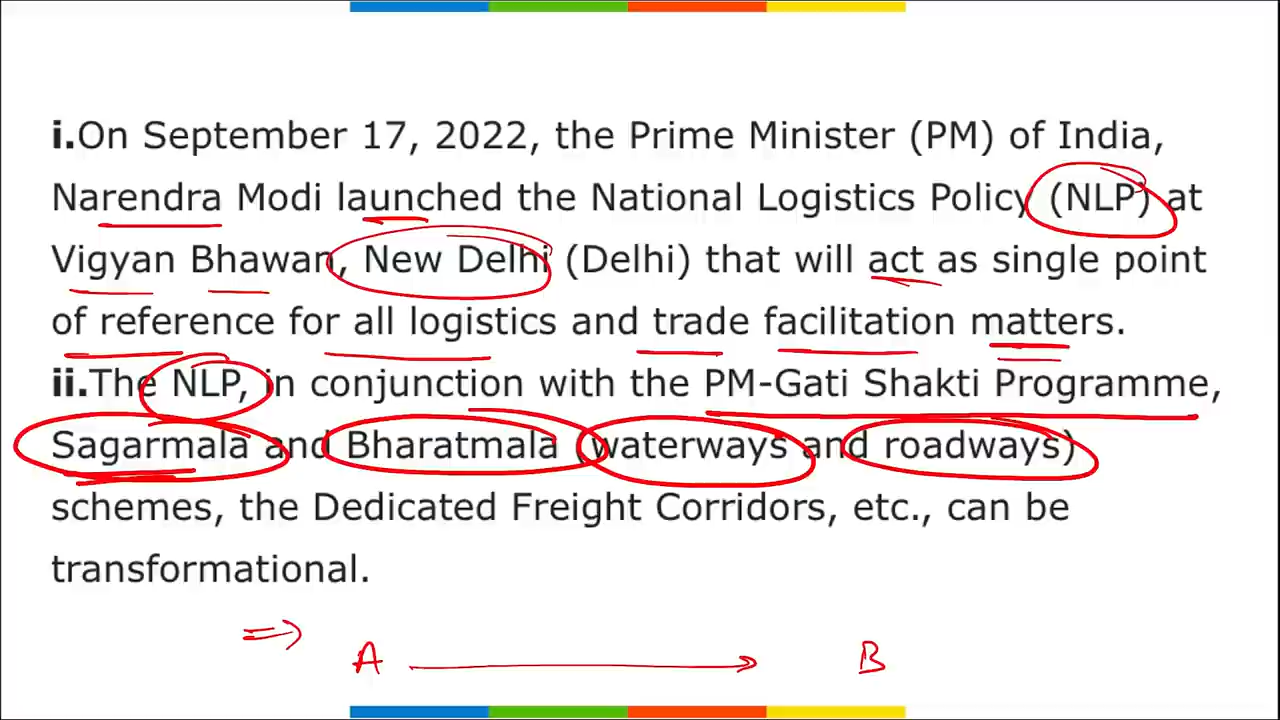 i.On September 17, 2022, the Prime Minister (PM) of India,
Narendra Modi launched the National Logistics Policy (NLP) at
Vigyan Bhawan, New Delhi (Delhi) that will act as single point
of reference for all logistics and trade facilitation matters.
ii.The NLP, in conjunction with the PM-Gati Shakti Programme,
Sagarmala and Bharatmala (waterways and roadways)
schemes, the Dedicated Freight Corridors, etc., can be
transformational.
⇒ A → B